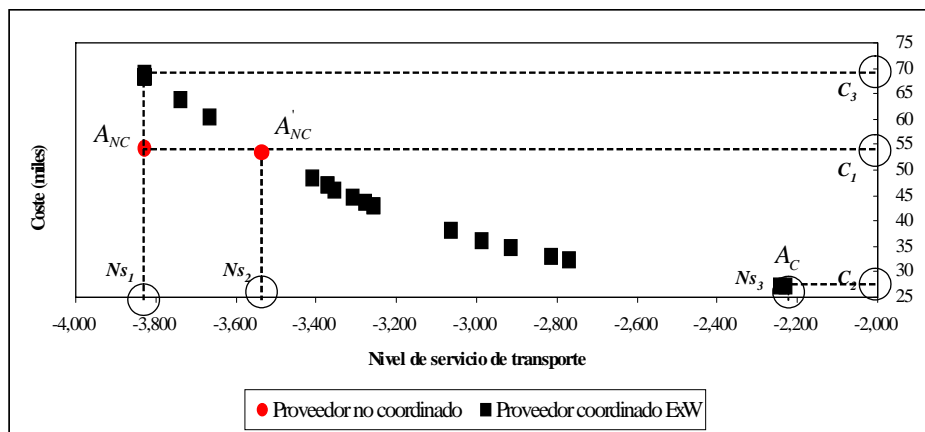 75
70
65
60
55
50
45
40
35
30
25
C₃
C₁
C₂
A_NC
A'_NC
A_C
Ns₁
Ns₂
Ns₃
Coste (miles)
-4,000 -3,800 -3,600 -3,400 -3,200 -3,000 -2,800 -2,600 -2,400 -2,200 -2,000
Nivel de servicio de transporte
Proveedor no coordinado Proveedor coordinado ExW